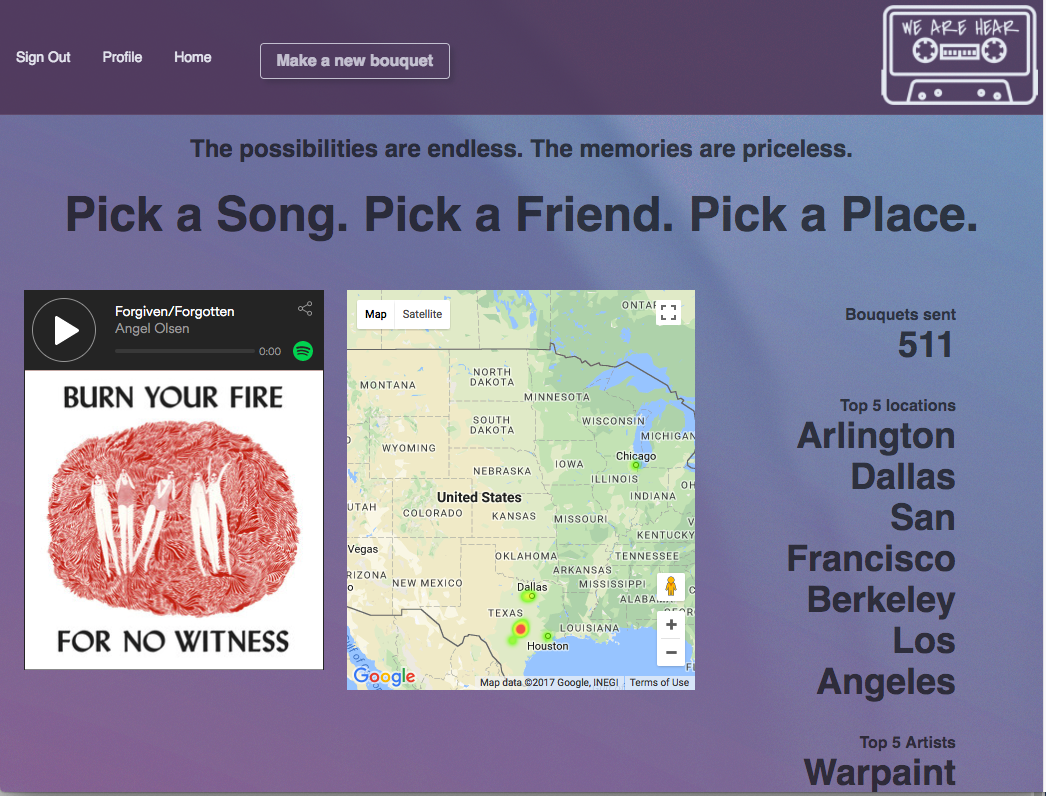 Sign Out
Profile
Home
Make a new bouquet
WE ARE HEAR
The possibilities are endless. The memories are priceless.
Pick a Song. Pick a Friend. Pick a Place.
Forgiven/Forgotten
Angel Olsen
0:00
BURN YOUR FIRE
FOR NO WITNESS
Map
Satellite
ONTAR
MONTANA
NORTH
DAKOTA
MINNESOTA
SOUTH
DAKOTA
WISCONSIN
MICHIGAN
WYOMING
Chicago
IOWA
NEBRASKA
ILLINOIS
OH
INDIANA
United States
UTAH
COLORADO
KANSAS
MISSOURI
V
KENTUCKY
Vegas
OKLAHOMA
TENNESSEE
ARKANSAS
RIZONA
o
NEW MEXICO
MISSISSIPPI
Dallas
ALABAMA
C
GEOR
TEXAS
LOUISIANA
Houston
Gulf of
F
Google
Map data ©2017 Google, INEGI
Terms of Use
Bouquets sent
511
Top 5 locations
Arlington
Dallas
San
Francisco
Berkeley
Los
Angeles
Top 5 Artists
Warpaint